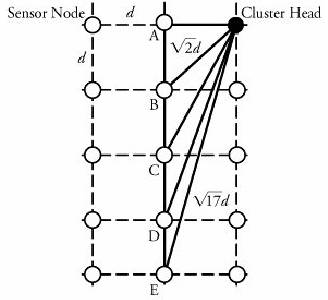 Sensor Node d Cluster Head
A
√2d
d
B
C
√17d
D
E